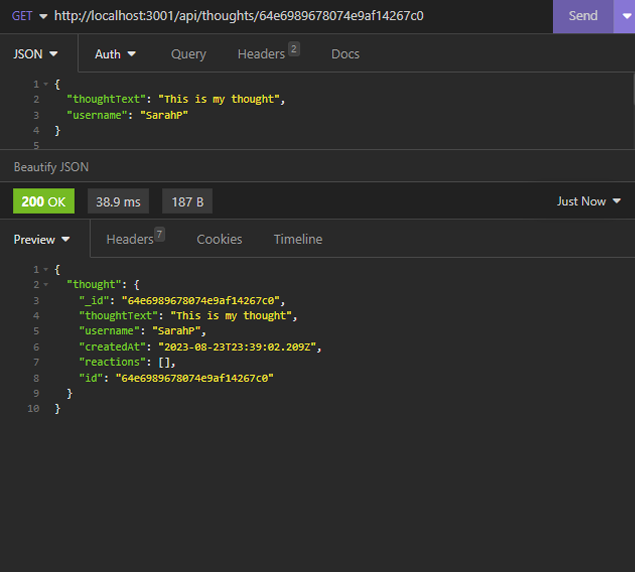 GET http://localhost:3001/api/thoughts/64e6989678074e9af14267c0 Send
JSON Auth Query Headers 2 Docs
1 {
2 "thoughtText": "This is my thought",
3 "username": "SarahP"
4 }
5
Beautify JSON
200 OK 38.9 ms 187 B Just Now
Preview Headers 7 Cookies Timeline
1 {
2 "thought": {
3 "_id": "64e6989678074e9af14267c0",
4 "thoughtText": "This is my thought",
5 "username": "SarahP",
6 "createdAt": "2023-08-23T23:39:02.209Z",
7 "reactions": [],
8 "id": "64e6989678074e9af14267c0"
9 }
10 }